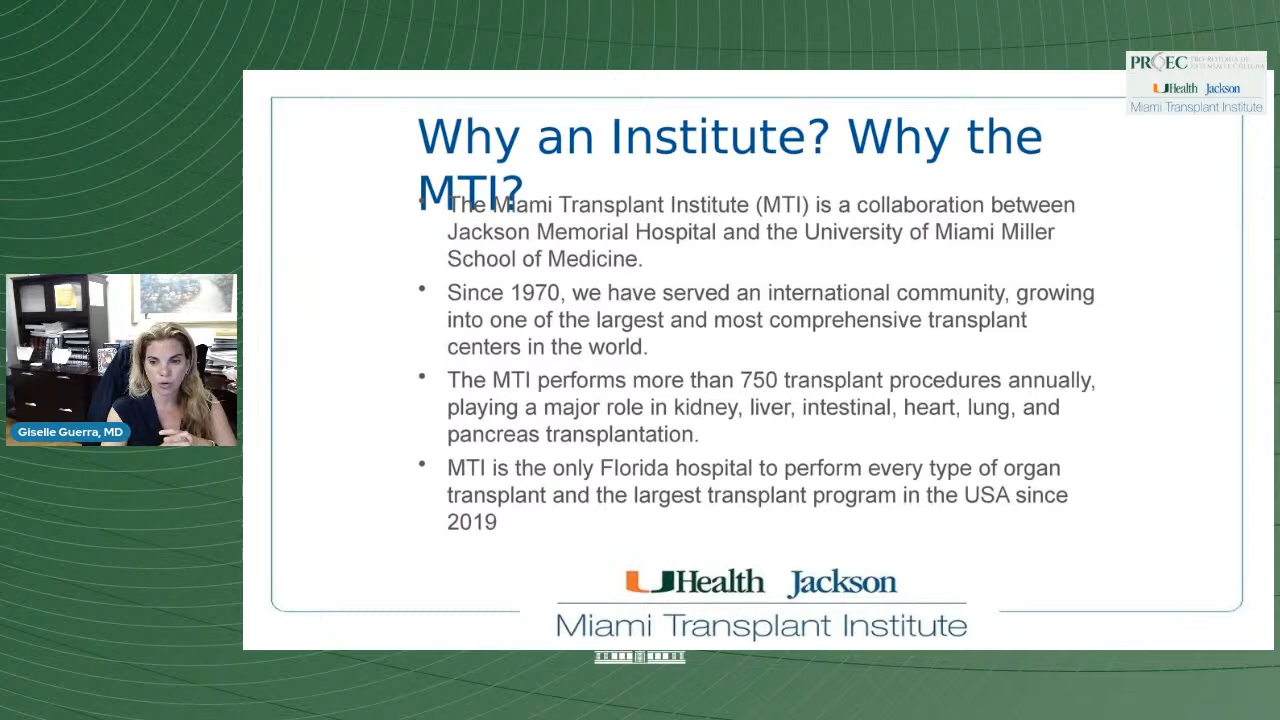 PROEC PRÓ-REITORIA DE EXTENSÃO E CULTURA
UHealth Jackson
Miami Transplant Institute
Why an Institute? Why the
MTI?
• The Miami Transplant Institute (MTI) is a collaboration between
Jackson Memorial Hospital and the University of Miami Miller
School of Medicine.
• Since 1970, we have served an international community, growing
into one of the largest and most comprehensive transplant
centers in the world.
• The MTI performs more than 750 transplant procedures annually,
playing a major role in kidney, liver, intestinal, heart, lung, and
pancreas transplantation.
• MTI is the only Florida hospital to perform every type of organ
transplant and the largest transplant program in the USA since
2019
Giselle Guerra, MD
UHealth Jackson
Miami Transplant Institute